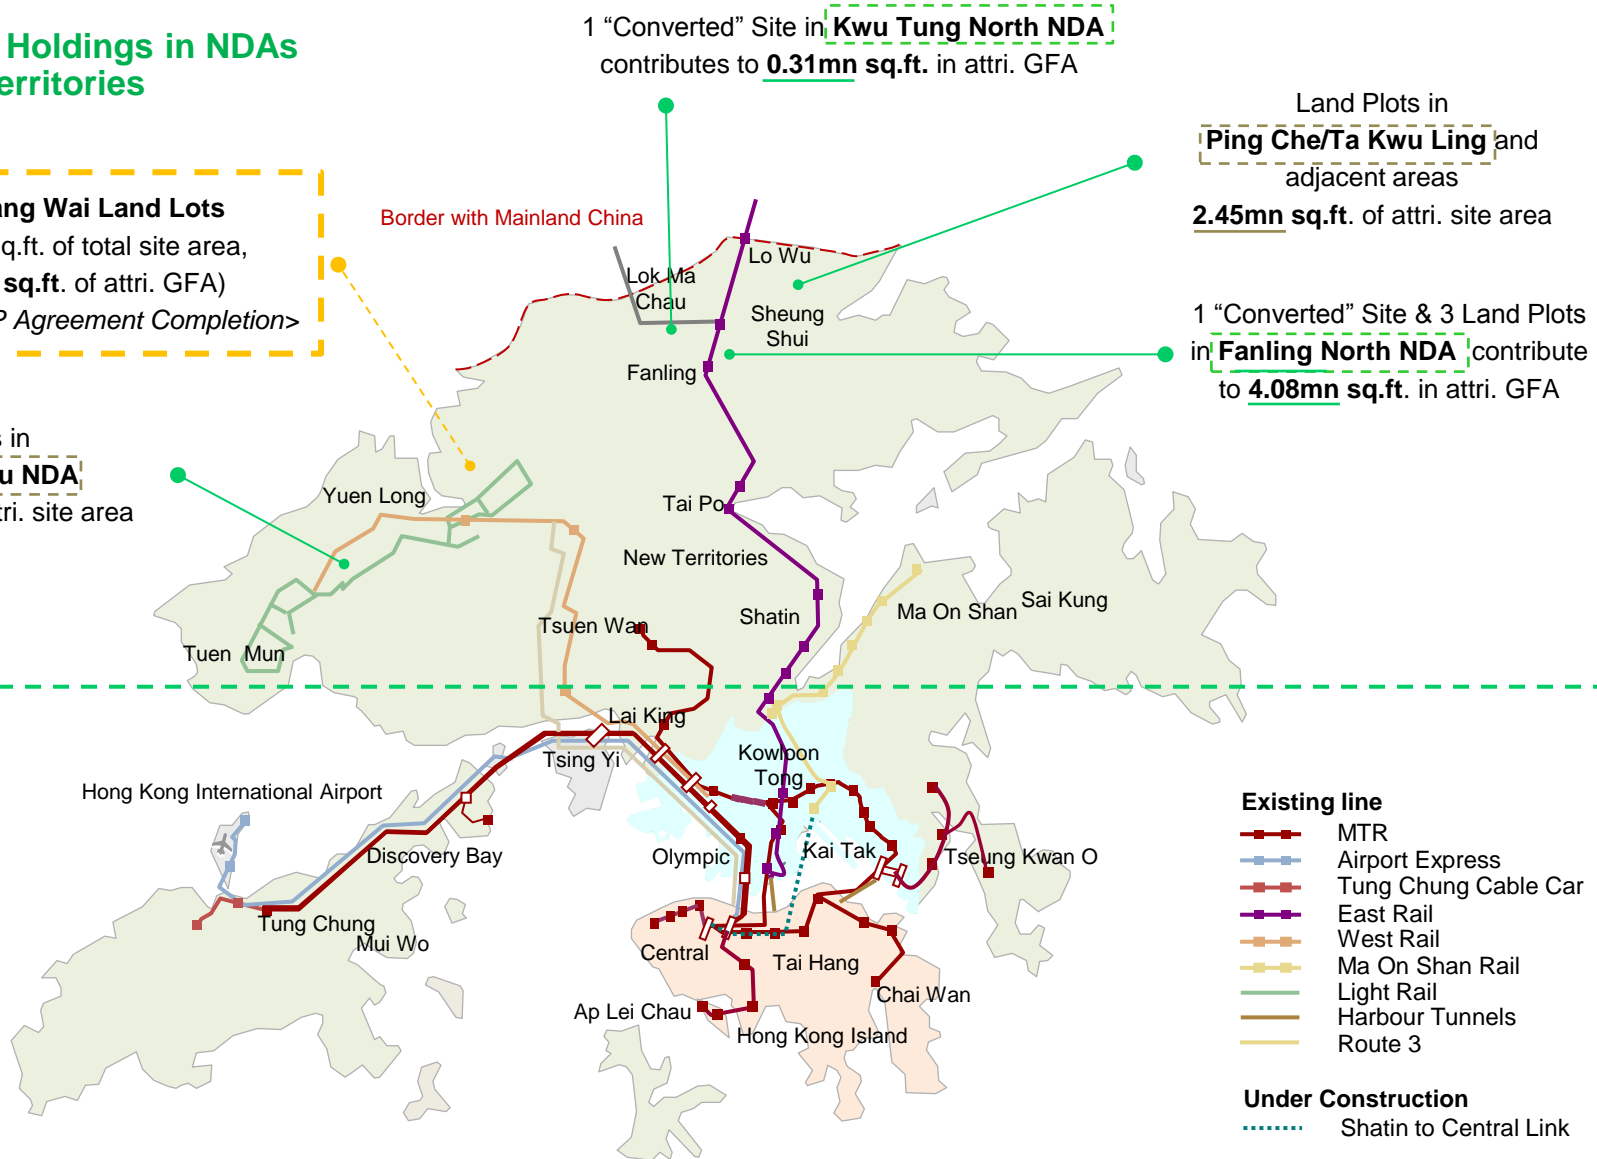 Holdings in NDAs
1 “Converted” Site in Kwu Tung North NDA
contributes to 0.31mn sq.ft. in attri. GFA
Land Plots in
Ping Che/Ta Kwu Ling and
adjacent areas
2.45mn sq.ft. of attri. site area
Wai Land Lots
sq.ft. of total site area,
sq.ft. of attri. GFA)
Agreement Completion>
Border with Mainland China
Lo Wu
Lok Ma
Chau
Sheung
Shui
1 “Converted” Site & 3 Land Plots
in Fanling North NDA contribute
to 4.08mn sq.ft. in attri. GFA
Fanling
in
NDA
site area
Yuen Long
Tai Po
New Territories
Shatin
Ma On Shan
Sai Kung
Tsuen Wan
Tuen Mun
Lai King
Tsing Yi
Kowloon
Tong
Hong Kong International Airport
Discovery Bay
Olympic
Kai Tak
Tseung Kwan O
Tung Chung
Mui Wo
Central
Tai Hang
Chai Wan
Ap Lei Chau
Hong Kong Island
Existing line
MTR
Airport Express
Tung Chung Cable Car
East Rail
West Rail
Ma On Shan Rail
Light Rail
Harbour Tunnels
Route 3
Under Construction
Shatin to Central Link